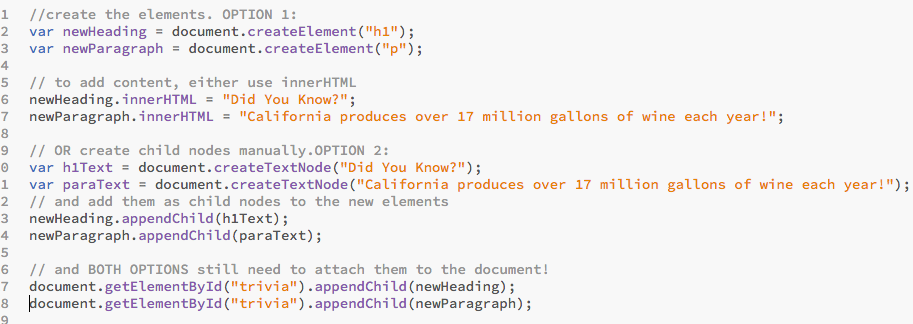 1 //create the elements. OPTION 1:
2 var newHeading = document.createElement("h1");
3 var newParagraph = document.createElement("p");
4
5 // to add content, either use innerHTML
6 newHeading.innerHTML = "Did You Know?";
7 newParagraph.innerHTML = "California produces over 17 million gallons of wine each year!";
8
9 // OR create child nodes manually.OPTION 2:
0 var h1Text = document.createTextNode("Did You Know?");
1 var paraText = document.createTextNode("California produces over 17 million gallons of wine each year!");
2 // and add them as child nodes to the new elements
3 newHeading.appendChild(h1Text);
4 newParagraph.appendChild(paraText);
5
6 // and BOTH OPTIONS still need to attach them to the document!
7 document.getElementById("trivia").appendChild(newHeading);
8 document.getElementById("trivia").appendChild(newParagraph);
9